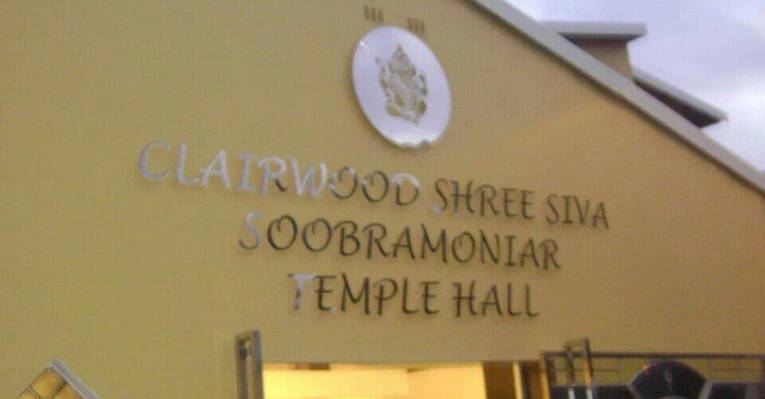 CLAIRWOOD SHREE SIVA
SOOBRAMONIAR
TEMPLE HALL